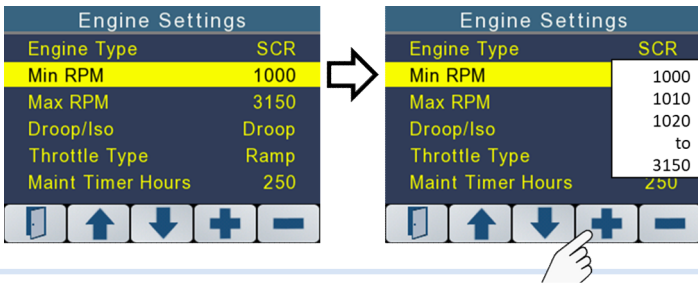 Engine Settings
Engine Type SCR
Min RPM 1000
Max RPM 3150
Droop/Iso Droop
Throttle Type Ramp
Maint Timer Hours 250
Engine Settings
Engine Type SCR
Min RPM
Max RPM
Droop/Iso
Throttle Type
Maint Timer Hours 250
1000
1010
1020
to
3150